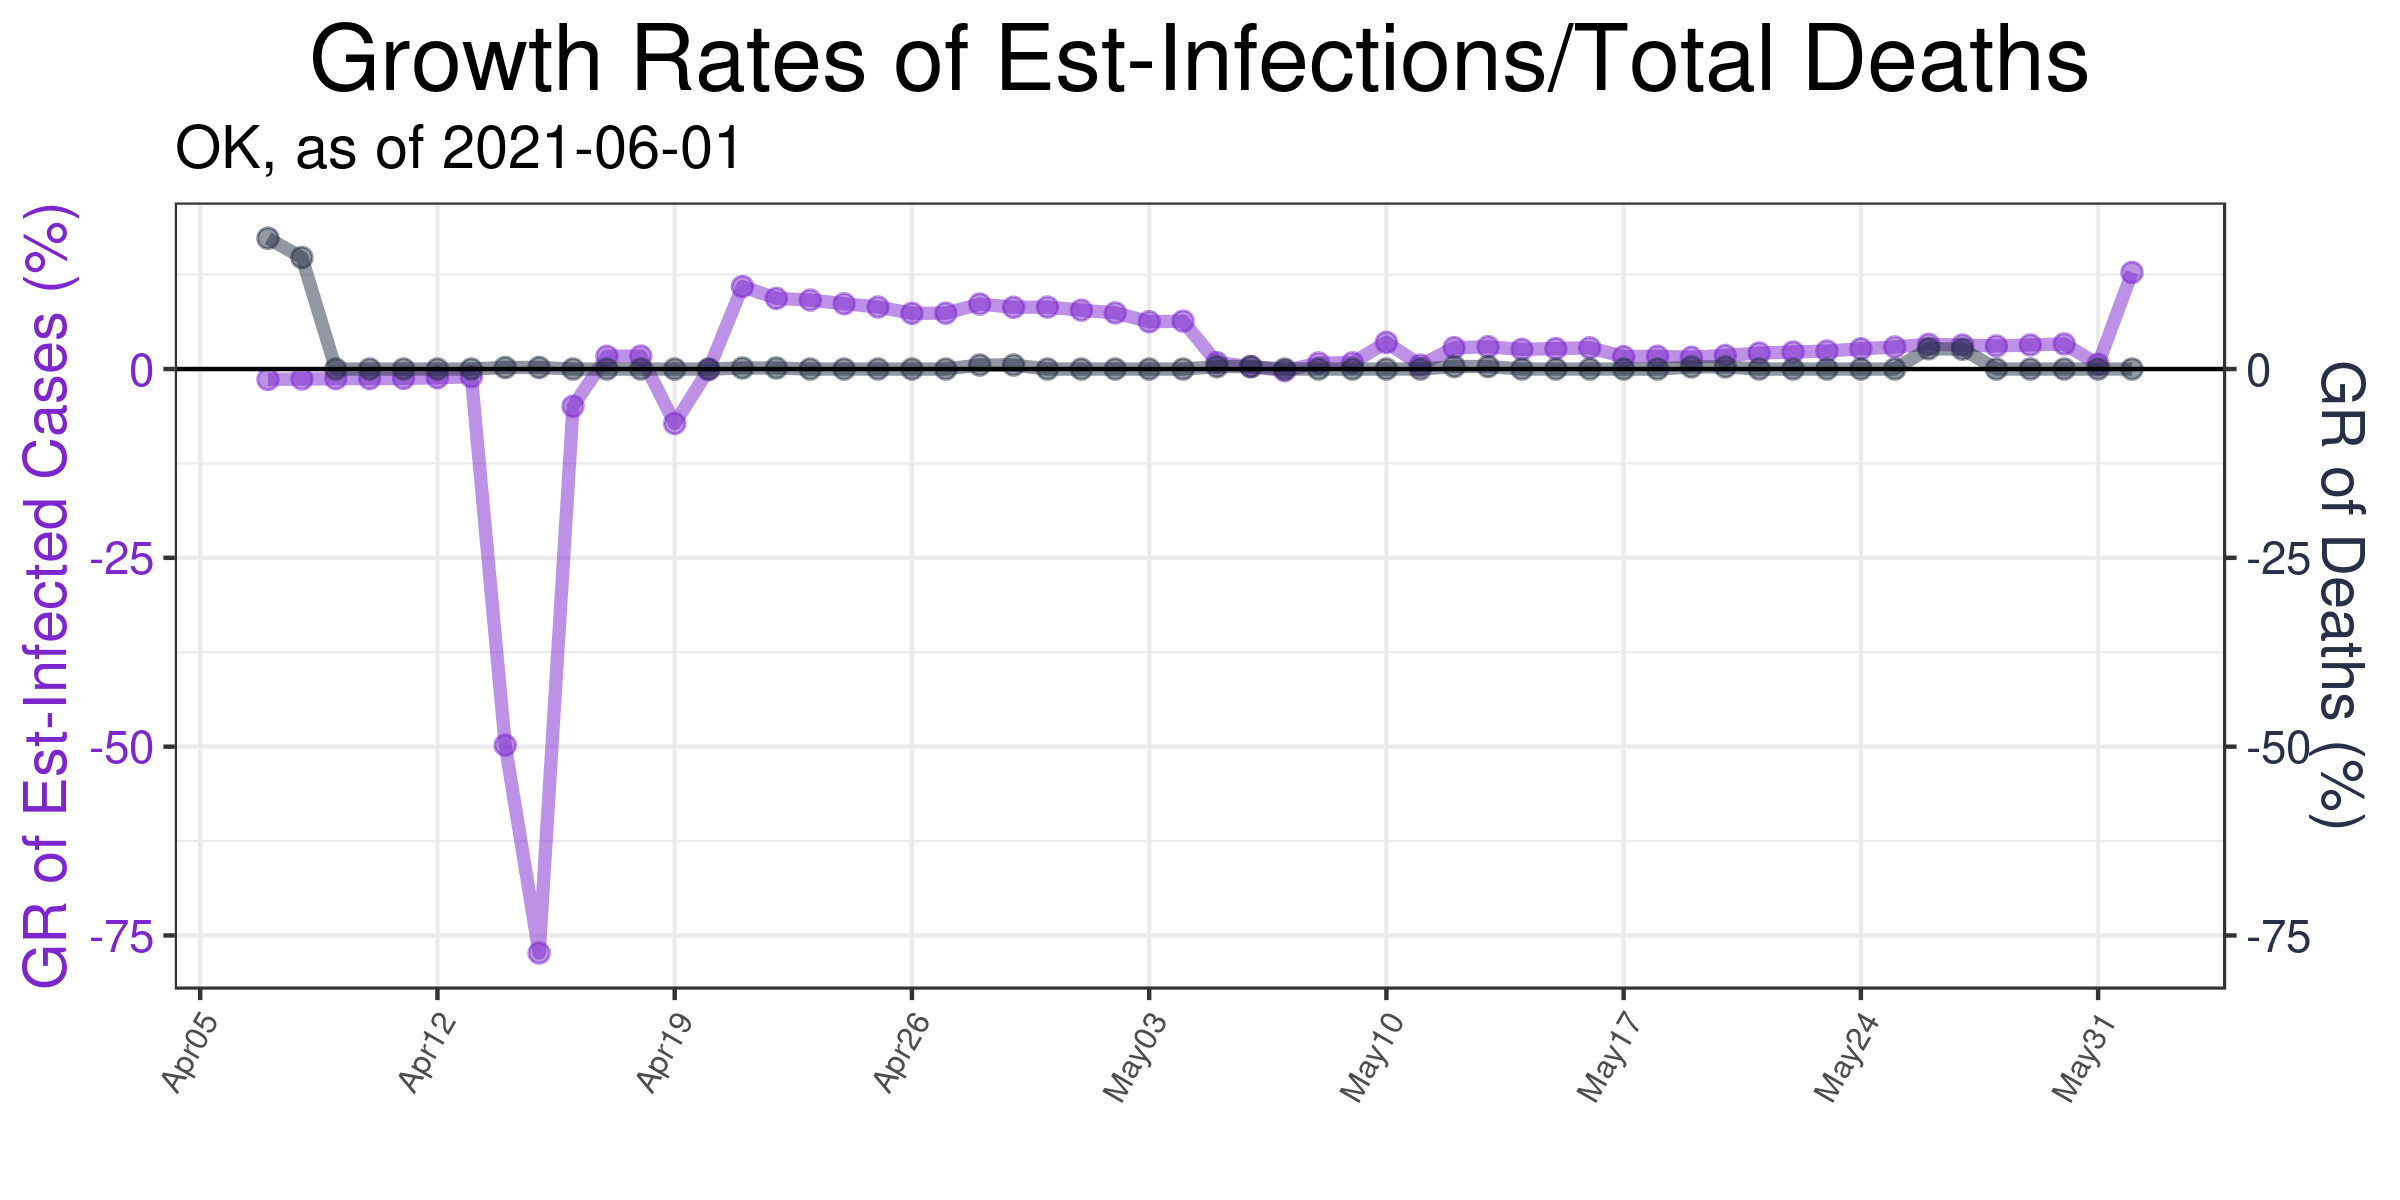 Growth Rates of Est-Infections/Total Deaths
OK, as of 2021-06-01
GR of Est-Infected Cases (%)
0
-25
-50
-75
0
-25
-50
-75
GR of Deaths (%)
Apr05
Apr12
Apr19
Apr26
May03
May10
May17
May24
May31